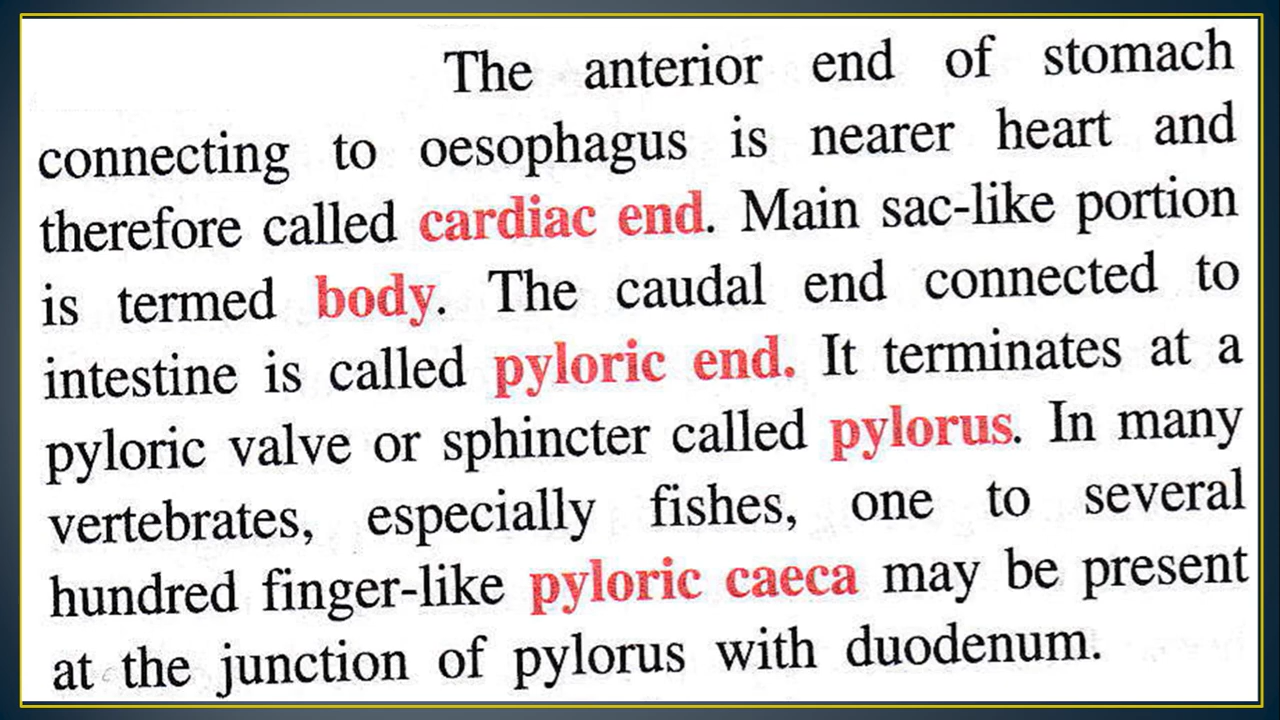 The anterior end of stomach
connecting to oesophagus is nearer heart and
therefore called cardiac end. Main sac-like portion
is termed body. The caudal end connected to
intestine is called pyloric end. It terminates at a
pyloric valve or sphincter called pylorus. In many
vertebrates, especially fishes, one to several
hundred finger-like pyloric caeca may be present
at the junction of pylorus with duodenum.